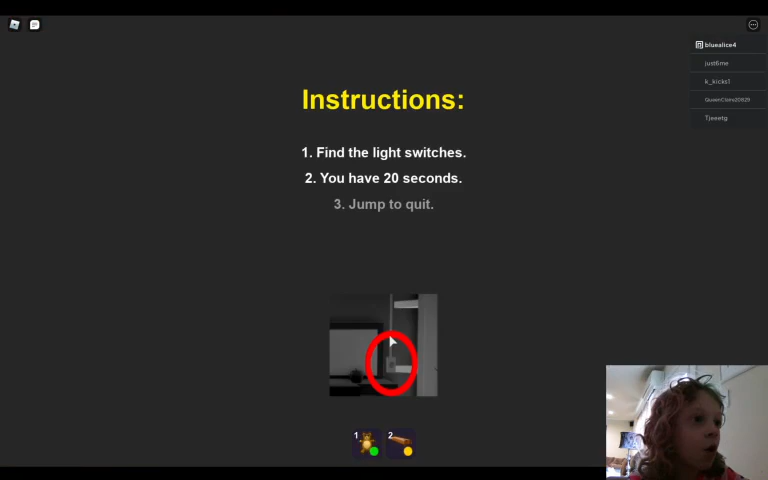 bluealice4
just6me
k_kicks1
Tjeeetg
Instructions:
1. Find the light switches.
2. You have 20 seconds.
3. Jump to quit.
1
2